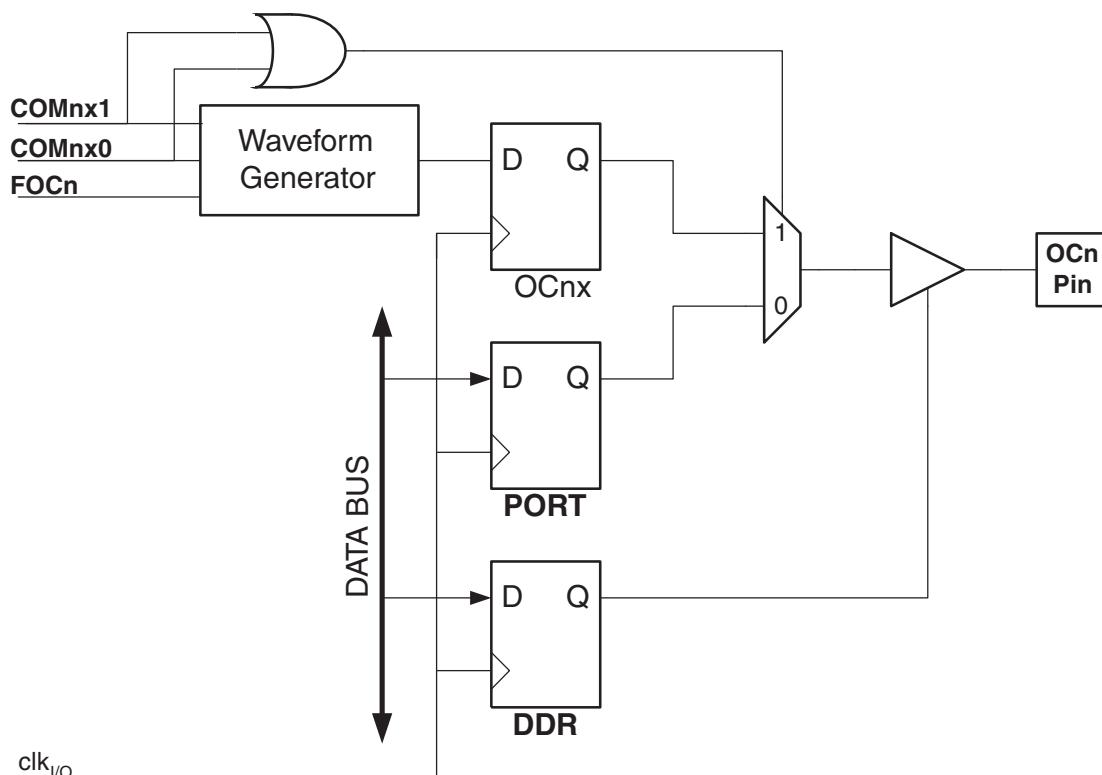 COMnx1
COMnx0
FOCn
Waveform
Generator
D Q
OCnx
1
0
OCn
Pin
D Q
PORT
DATA BUS
D Q
DDR
clkI/O